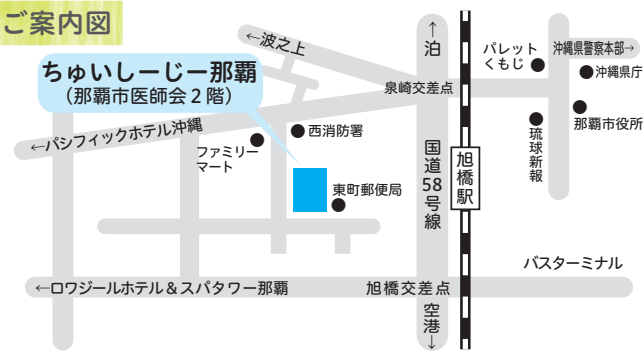 ご案内図
←波之上
↑
泊
パレット
くもじ
沖縄県警察本部→
沖縄県庁
ちゅいしーじー那覇
(那覇市医師会2階)
泉崎交差点
那覇市役所
←パシフィックホテル沖縄
西消防署
ファミリー
マート
琉球新報
国道58号線
旭橋駅
東町郵便局
バスターミナル
←ロワジールホテル&スパタワー那覇
旭橋交差点
空港
↓